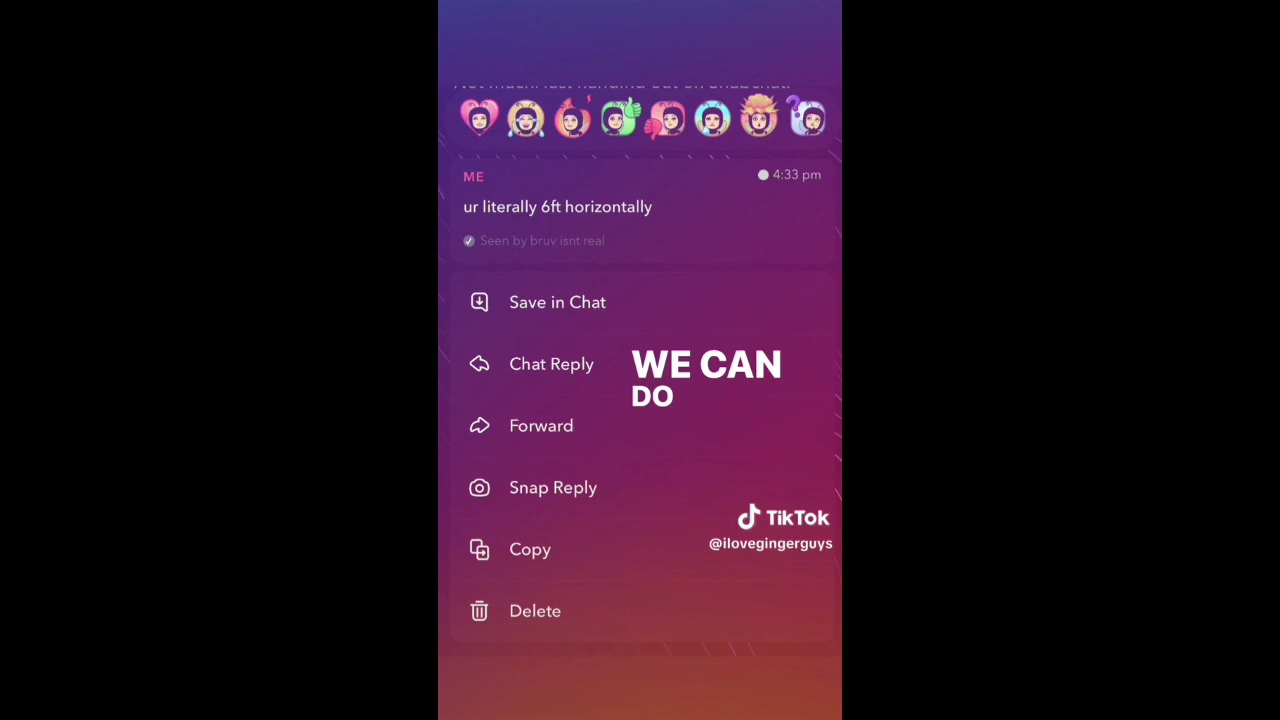 ME
4:33 pm
ur literally 6ft horizontally
Seen by bruv isnt real
Save in Chat
Chat Reply
WE CAN
DO
Forward
Snap Reply
TikTok
@ilovegingerguys
Copy
Delete